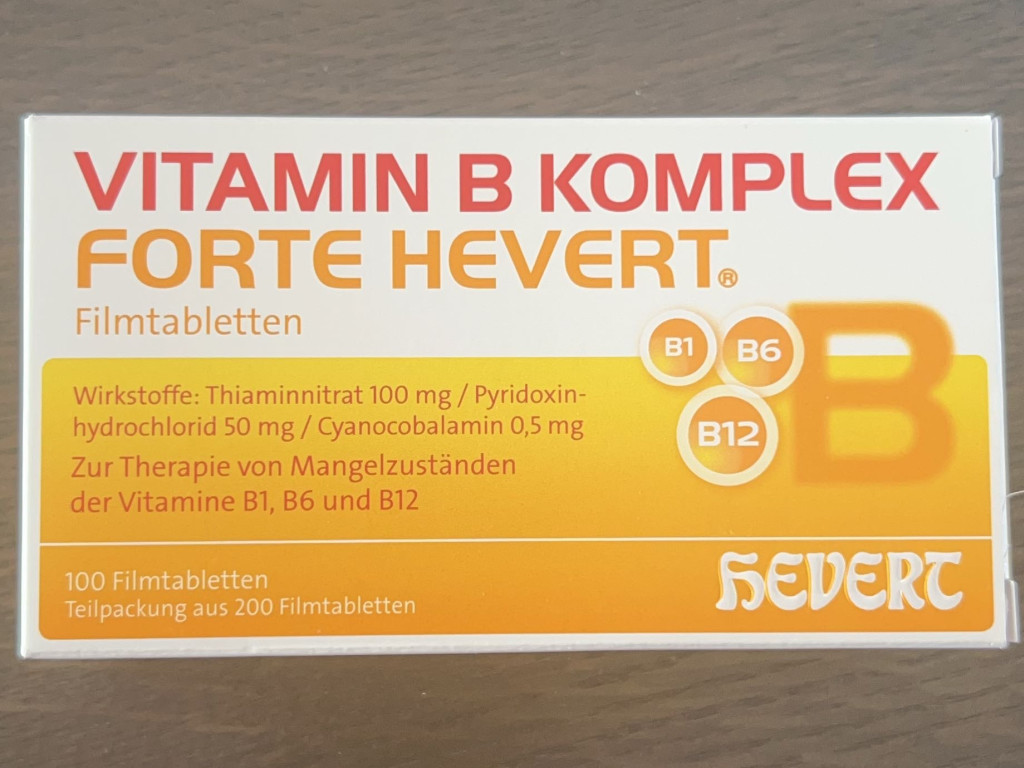 VITAMIN B KOMPLEX
FORTE HEVERT®
Filmtabletten
B1
B6
B
B12
Wirkstoffe: Thiaminnitrat 100 mg / Pyridoxin-
hydrochlorid 50 mg / Cyanocobalamin 0,5 mg
Zur Therapie von Mangelzuständen
der Vitamine B1, B6 und B12
100 Filmtabletten
Teilpackung aus 200 Filmtabletten
HEVERT